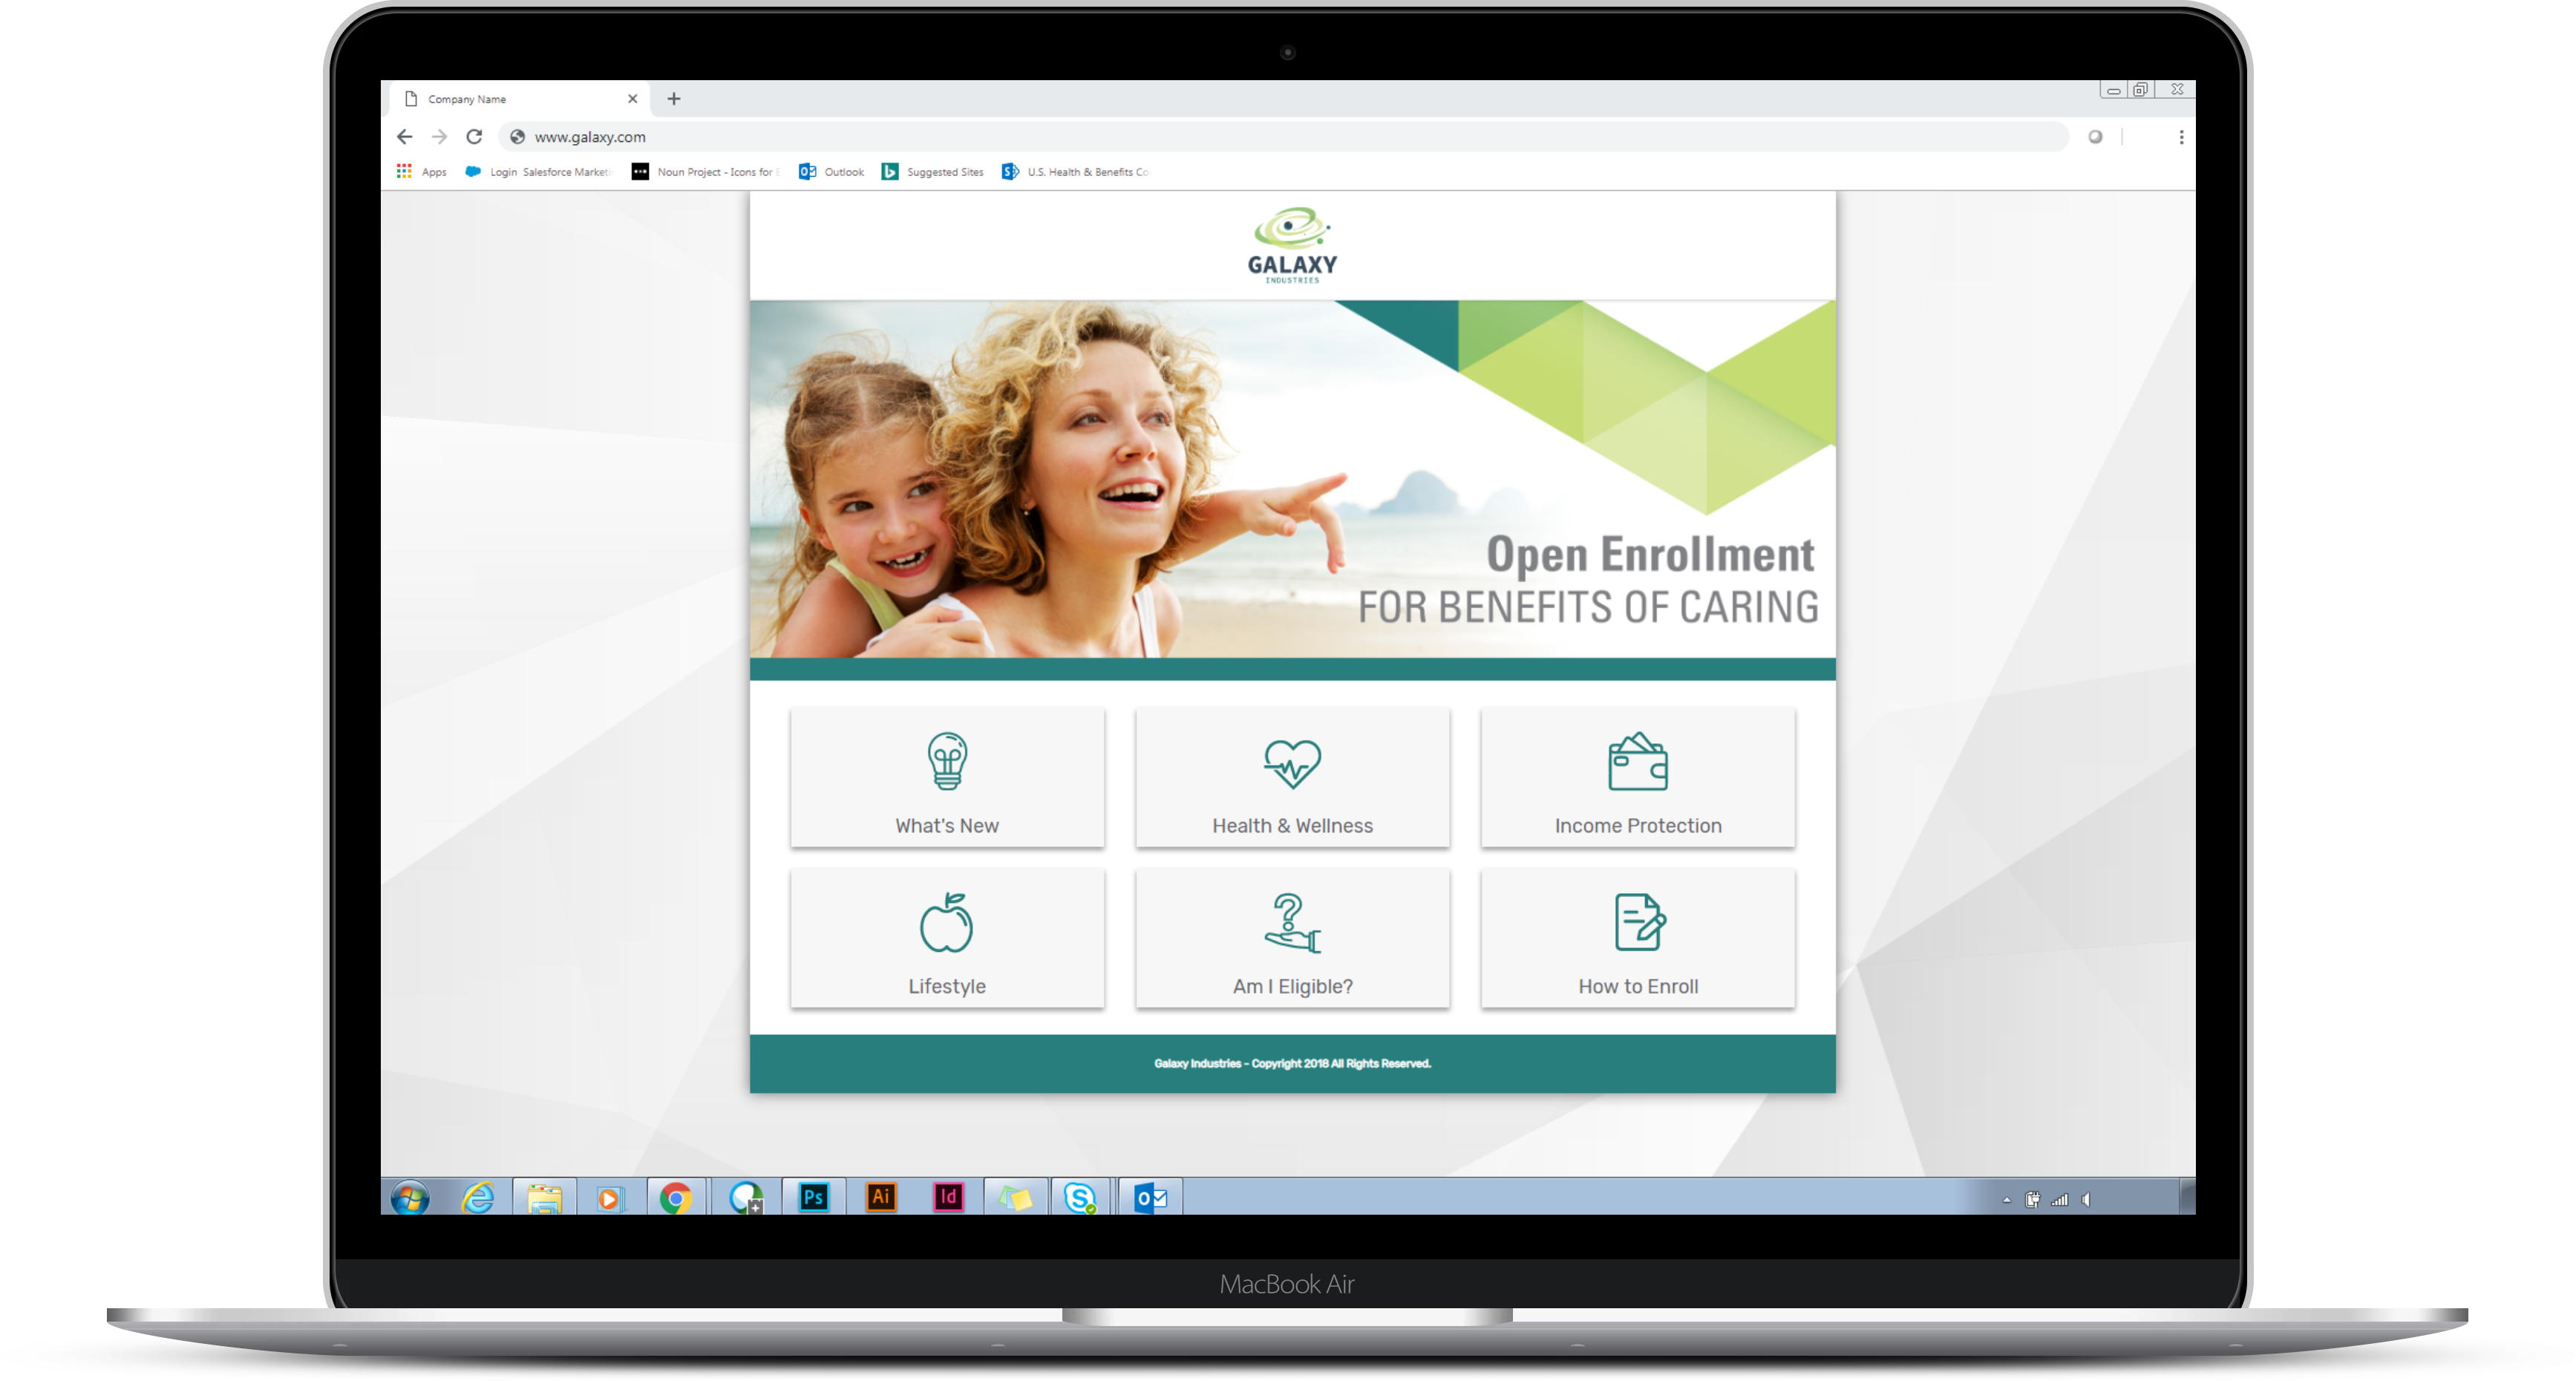 Company Name
www.galaxy.com
Apps
Login Salesforce Marketi
Noun Project - Icons for E
Outlook
Suggested Sites
U.S. Health & Benefits Co
GALAXY
INDUSTRIES
Open Enrollment
FOR BENEFITS OF CARING
What's New
Health & Wellness
Income Protection
Lifestyle
Am I Eligible?
How to Enroll
Galaxy Industries - Copyright 2018 All Rights Reserved.
Ps
Ai
Id
MacBook Air